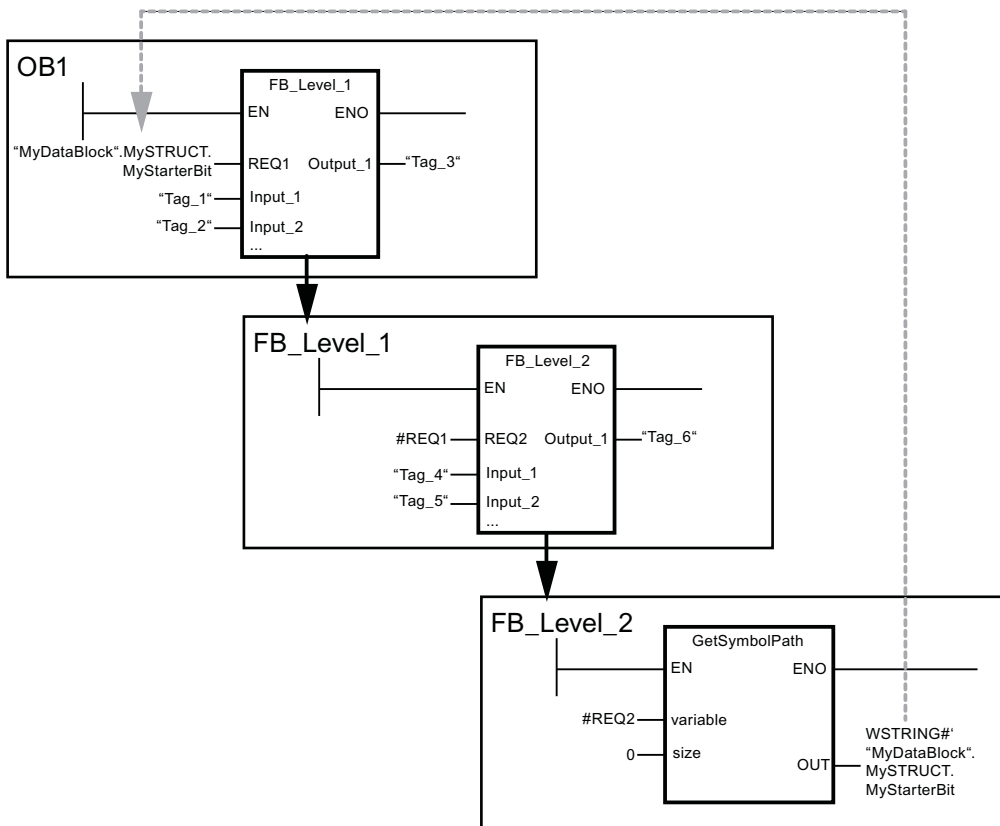 OB1
FB_Level_1
EN ENO
“MyDataBlock“.MySTRUCT.
MyStarterBit
REQ1 Output_1 “Tag_3“
“Tag_1“ Input_1
“Tag_2“ Input_2
...
FB_Level_1
FB_Level_2
EN ENO
#REQ1 REQ2 Output_1 “Tag_6“
“Tag_4“ Input_1
“Tag_5“ Input_2
...
FB_Level_2
GetSymbolPath
EN ENO
#REQ2 variable
0 size
OUT
WSTRING#‘
“MyDataBlock“.
MySTRUCT.
MyStarterBit